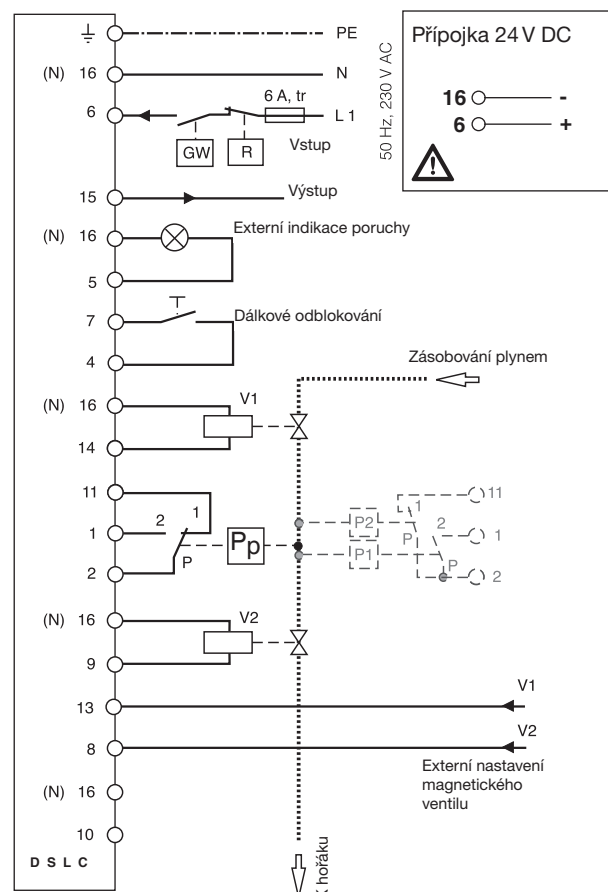 PE
(N) 16 N
6 6 A, tr L 1
GW R Vstup
50 Hz, 230 V AC
Přípojka 24 V DC
16 -
6 +
15 Výstup
(N) 16 Externí indikace poruchy
5
7 Dálkové odblokování
4
Zásobování plynem
(N) 16 V1
14
11 1 1 11
1 2 Pp P2 2 1
P P
2 P P1 2
(N) 16 V2
9
13 V1
8 V2
Externí nastavení
magnetického
ventilu
(N) 16
10
D S L C
K hořáku